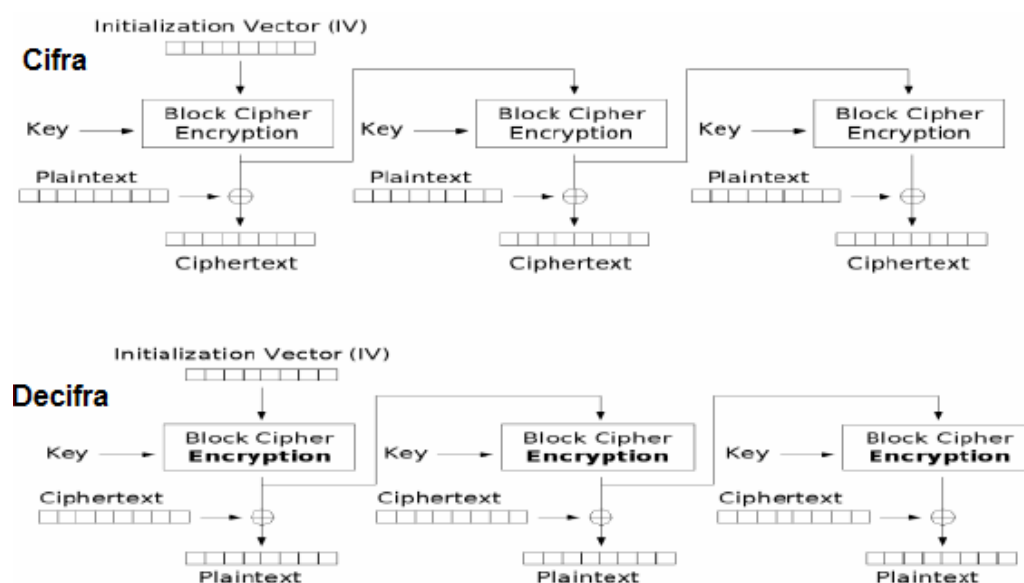 Initialization Vector (IV)
Cifra
Block Cipher Block Cipher Block Cipher
Key Encryption Key Encryption Key Encryption
Plaintext Plaintext Plaintext
Ciphertext Ciphertext Ciphertext
Initialization Vector (IV)
Decifra
Block Cipher Block Cipher Block Cipher
Key Encryption Key Encryption Key Encryption
Ciphertext Ciphertext Ciphertext
Plaintext Plaintext Plaintext